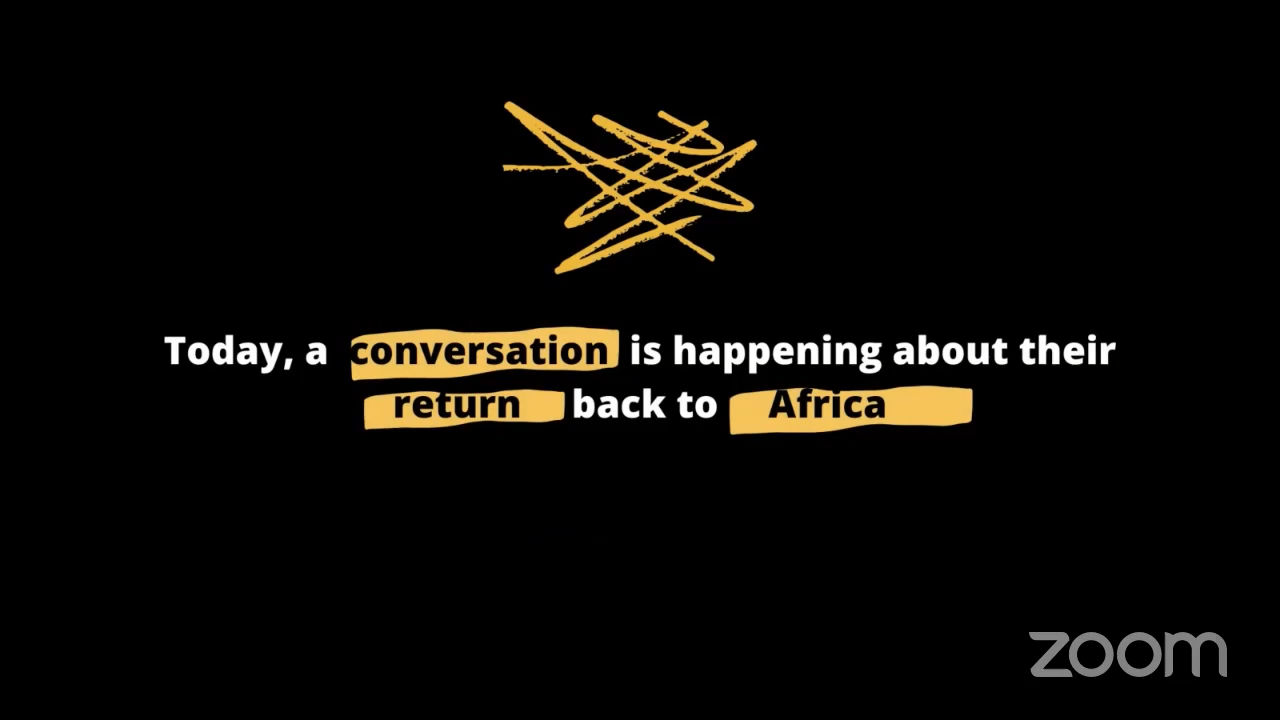 Today, a conversation is happening about their
return back to Africa
zoom